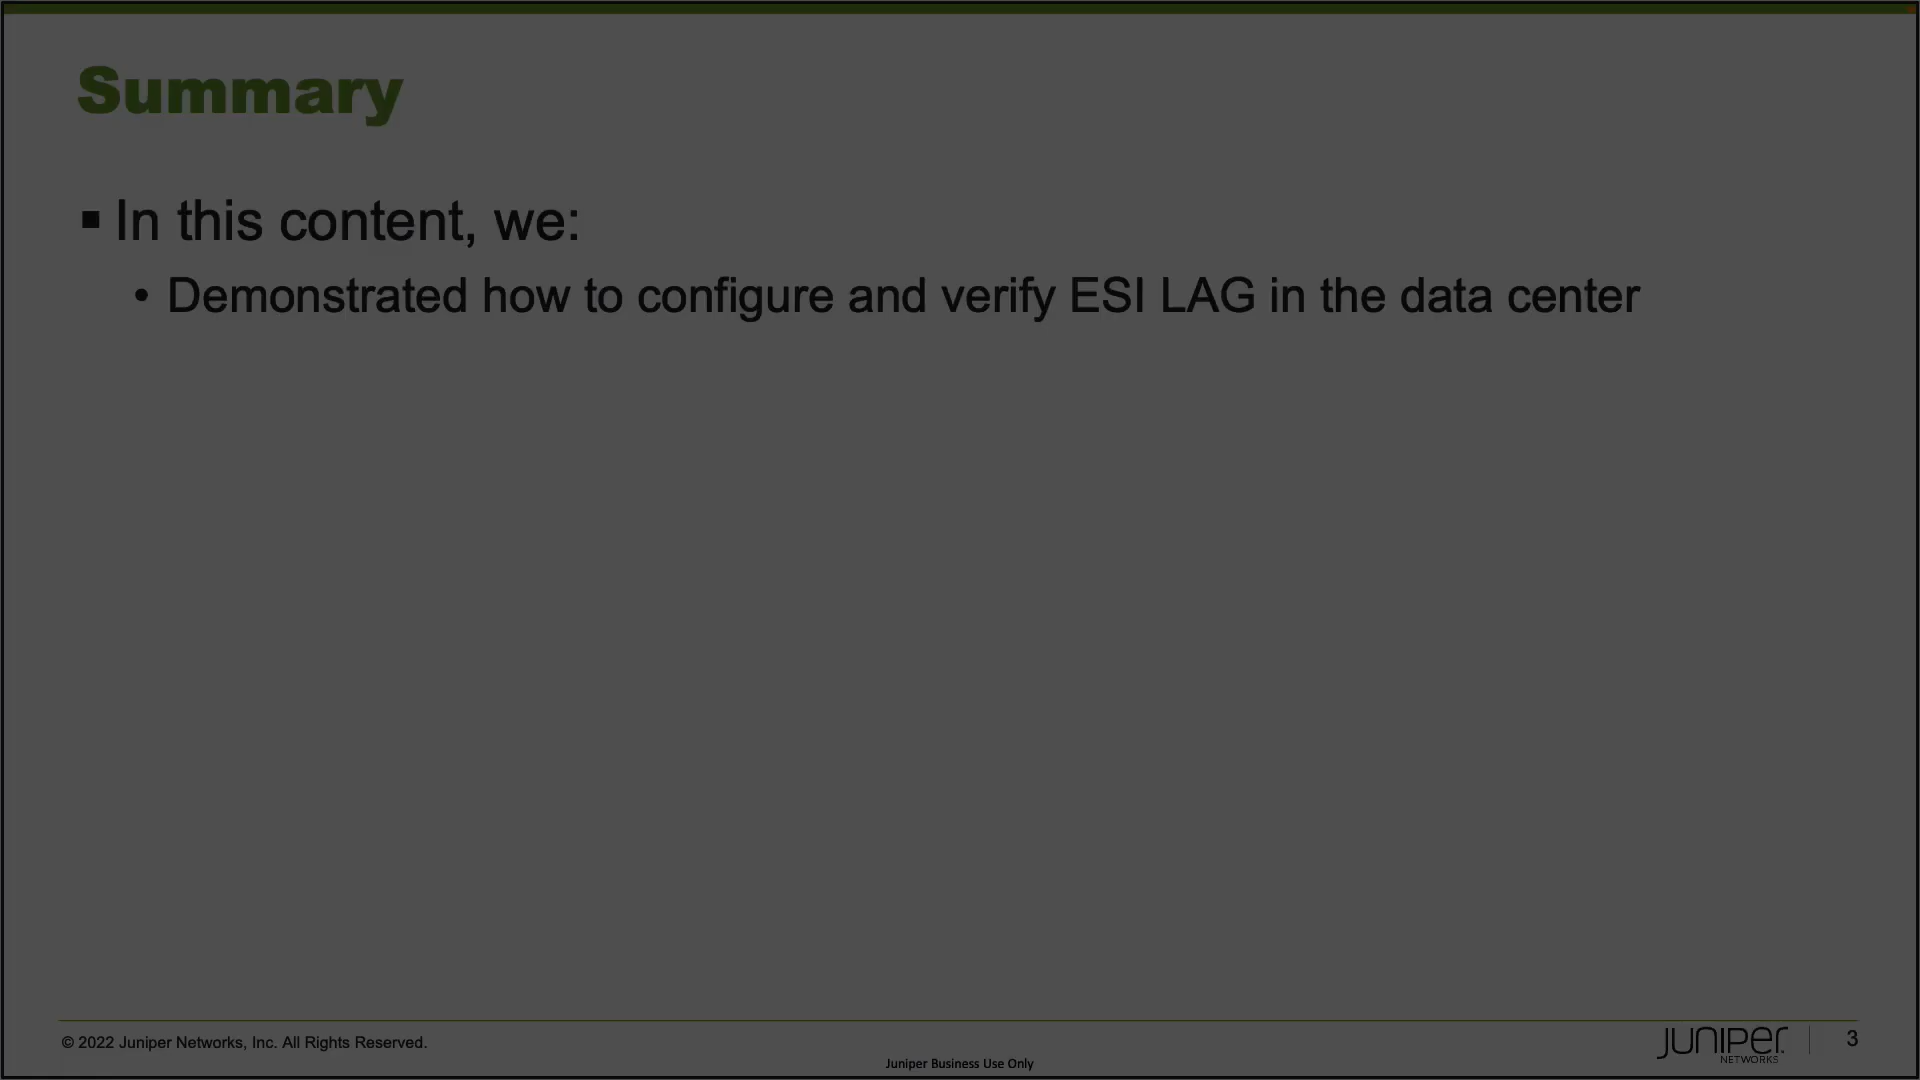 Summary
▪ In this content, we:
• Demonstrated how to configure and verify ESI LAG in the data center
© 2022 Juniper Networks, Inc. All Rights Reserved.
Juniper Business Use Only
JUNIPER
NETWORKS
3